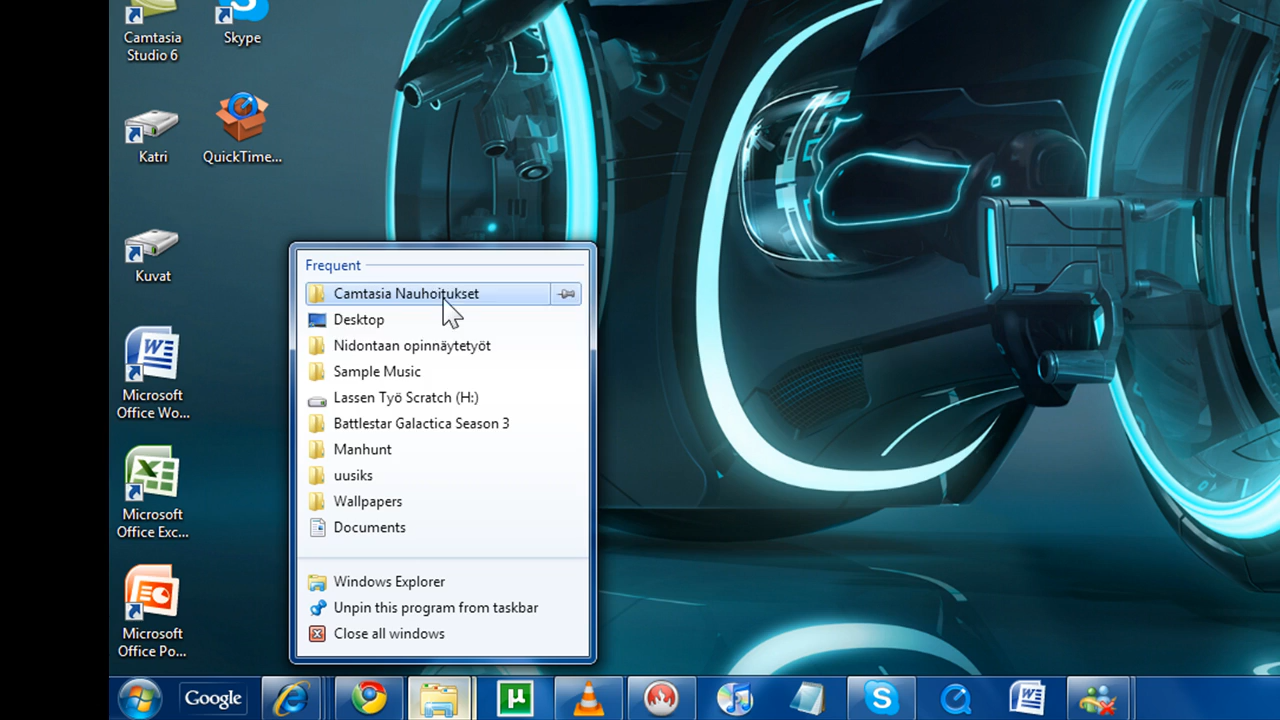 Camtasia
Studio 6
Skype
Katri
QuickTime...
Kuvat
Microsoft
Office Wo...
Microsoft
Office Exc...
Microsoft
Office Po...
Frequent
Camtasia Nauhoitukset
Desktop
Nidontaan opinnäytetyöt
Sample Music
Lassen Työ Scratch (H:)
Battlestar Galactica Season 3
Manhunt
uusiks
Wallpapers
Documents
Windows Explorer
Unpin this program from taskbar
Close all windows
Google